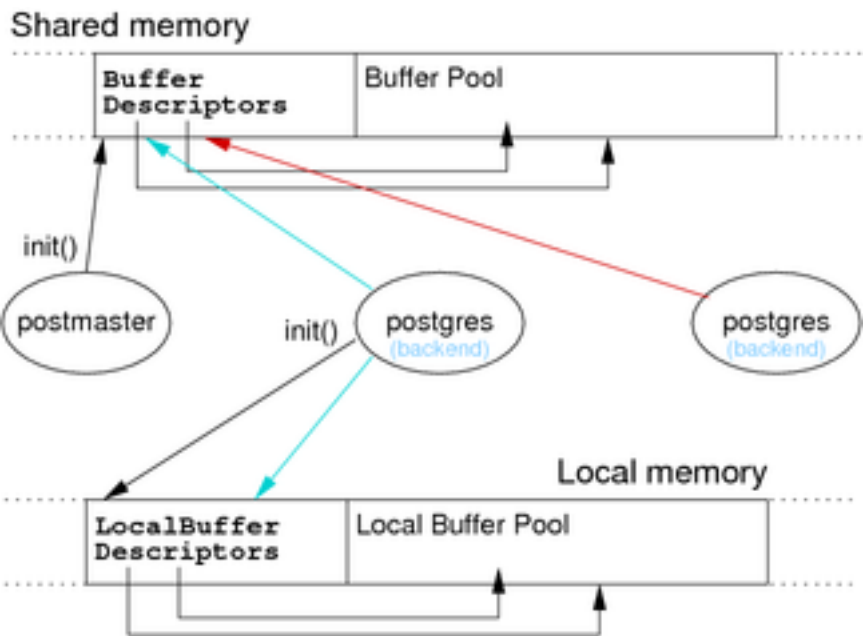 Shared memory
Buffer
Descriptors
Buffer Pool
init()
postmaster
init()
postgres
(backend)
postgres
(backend)
Local memory
LocalBuffer
Descriptors
Local Buffer Pool